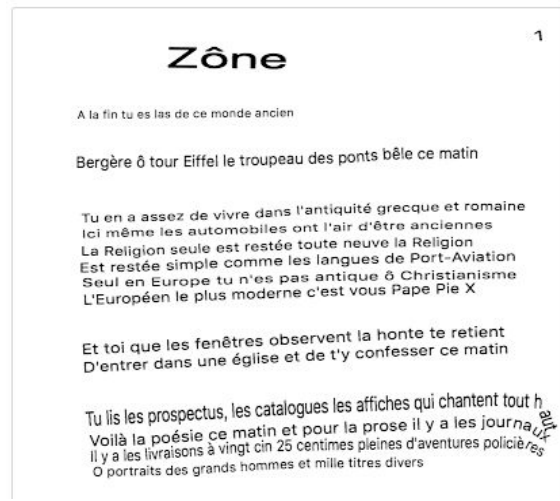 1
Zône
A la fin tu es las de ce monde ancien
Bergère ô tour Eiffel le troupeau des ponts bêle ce matin
Tu en a assez de vivre dans l'antiquité grecque et romaine
Ici même les automobiles ont l'air d'être anciennes
La Religion seule est restée toute neuve la Religion
Est restée simple comme les langues de Port-Aviation
Seul en Europe tu n'es pas antique ô Christianisme
L'Européen le plus moderne c'est vous Pape Pie X
Et toi que les fenêtres observent la honte te retient
D'entrer dans une église et de t'y confesser ce matin
Tu lis les prospectus, les catalogues les affiches qui chantent tout haut
Voilà la poésie ce matin et pour la prose il y a les journaux
Il y a les livraisons à vingt cin 25 centimes pleines d'aventures policières
O portraits des grands hommes et mille titres divers